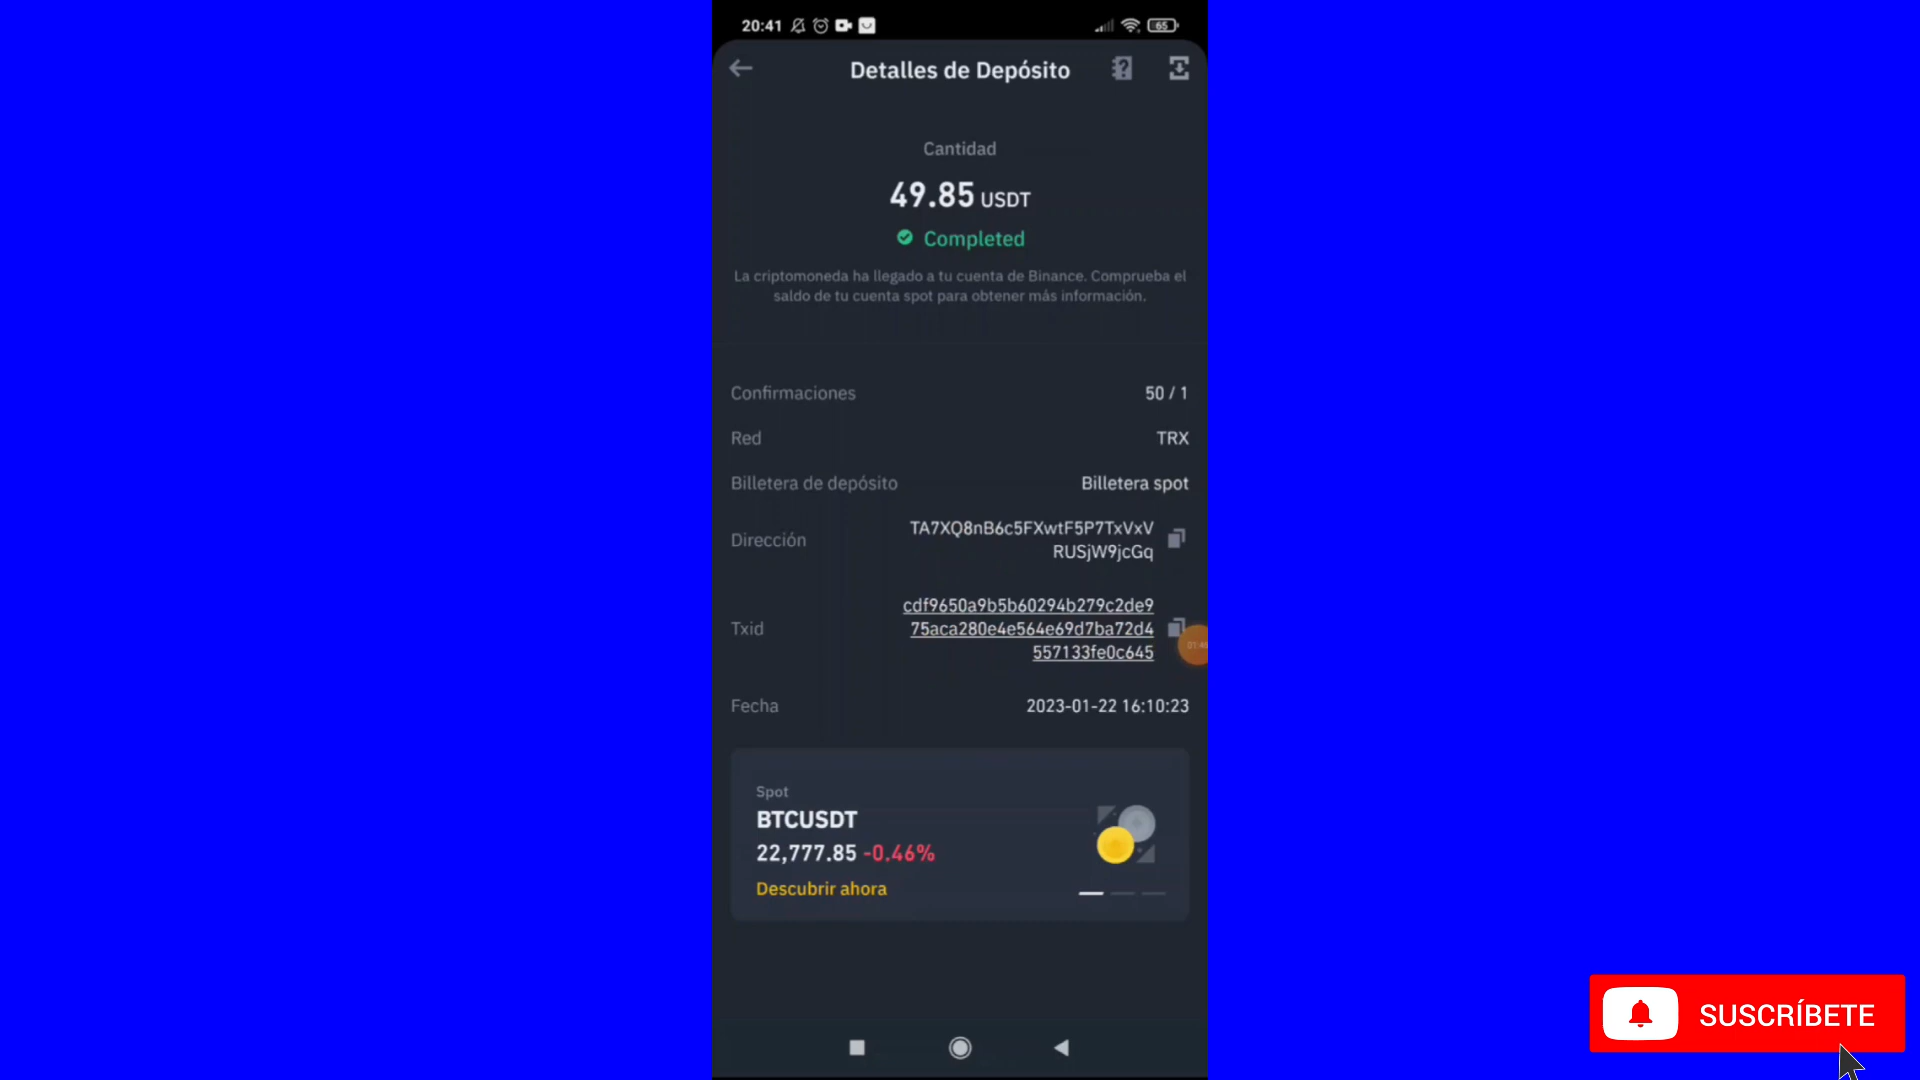 20:41
65
Detalles de Depósito
Cantidad
49.85 USDT
Completed
La criptomoneda ha llegado a tu cuenta de Binance. Comprueba el
saldo de tu cuenta spot para obtener más información.
Confirmaciones 50 / 1
Red TRX
Billetera de depósito Billetera spot
Dirección TA7XQ8nB6c5FXwtF5P7TxVxV
RUSjW9jcGq
Txid cdf9650a9b5b60294b279c2de9
75aca280e4e564e69d7ba72d4
557133fe0c645
Fecha 2023-01-22 16:10:23
Spot
BTCUSDT
22,777.85 -0.46%
Descubrir ahora
SUSCRÍBETE